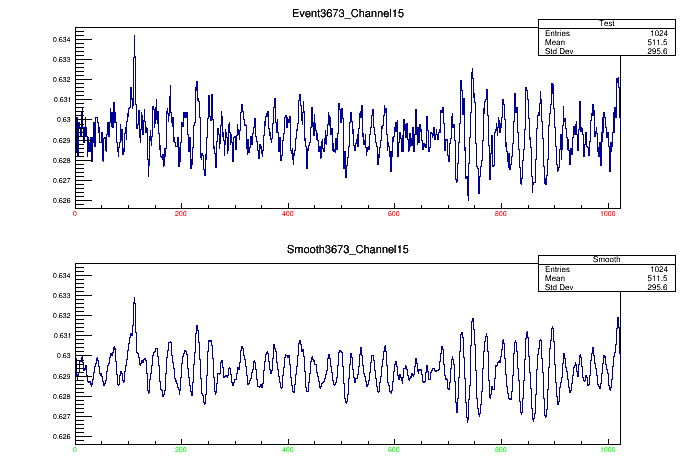 Event3673_Channel15
Test
Entries 1024
Mean 511.5
Std Dev 295.6
0.634
0.633
0.632
0.631
0.63
0.629
0.628
0.627
0.626
0 200 400 600 800 1000
Smooth3673_Channel15
Smooth
Entries 1024
Mean 511.5
Std Dev 295.6
0.634
0.633
0.632
0.631
0.63
0.629
0.628
0.627
0.626
0 200 400 600 800 1000